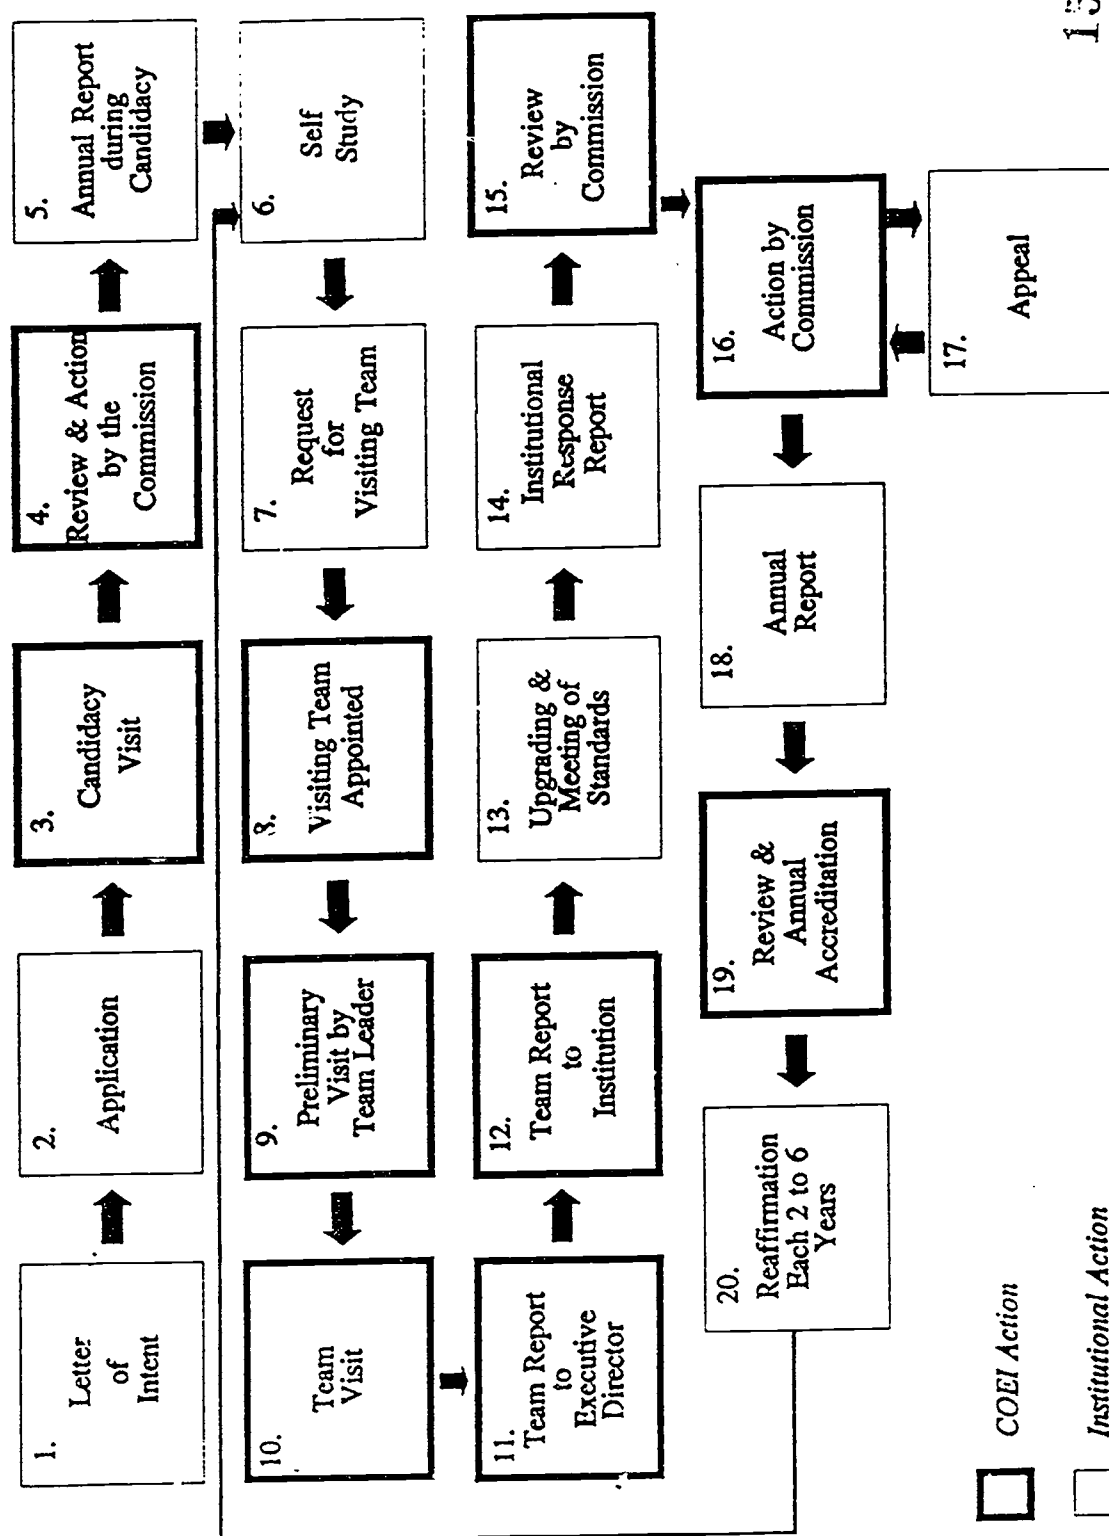 1.
Letter
of
Intent
2.
Application
3.
Candidacy
Visit
4.
Review & Action
by the
Commission
5.
Annual Report
during
Candidacy
6.
Self
Study
7.
Request
for
Visiting Team
8.
Visiting Team
Appointed
9.
Preliminary
Visit by
Team Leader
10.
Team
Visit
11.
Team Report
to
Executive
Director
12.
Team Report
to
Institution
13.
Upgrading &
Meeting of
Standards
14.
Institutional
Response
Report
15.
Review
by
Commission
16.
Action by
Commission
17.
Appeal
18.
Annual
Report
19.
Review &
Annual
Accreditation
20.
Reaffirmation
Each 2 to 6
Years
COEI Action
Institutional Action